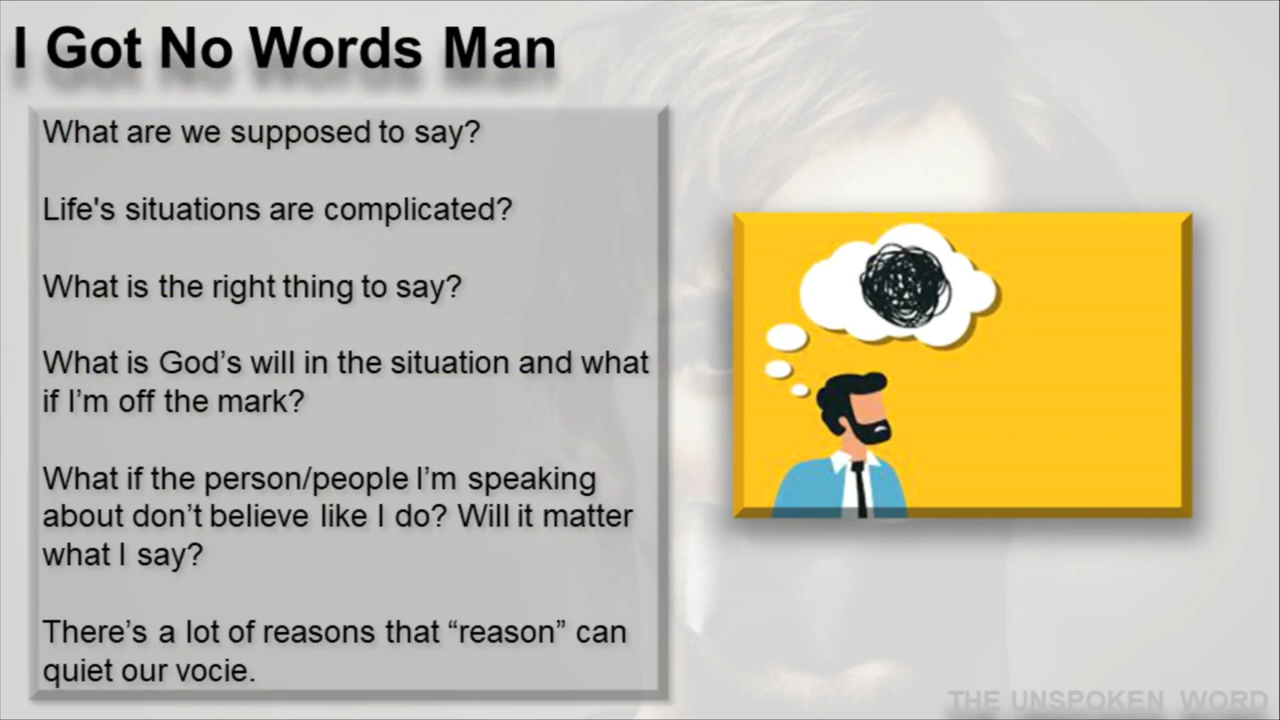 I Got No Words Man
What are we supposed to say?
Life's situations are complicated?
What is the right thing to say?
What is God’s will in the situation and what
if I’m off the mark?
What if the person/people I’m speaking
about don’t believe like I do? Will it matter
what I say?
There’s a lot of reasons that “reason” can
quiet our vocie.
THE UNSPOKEN WORD